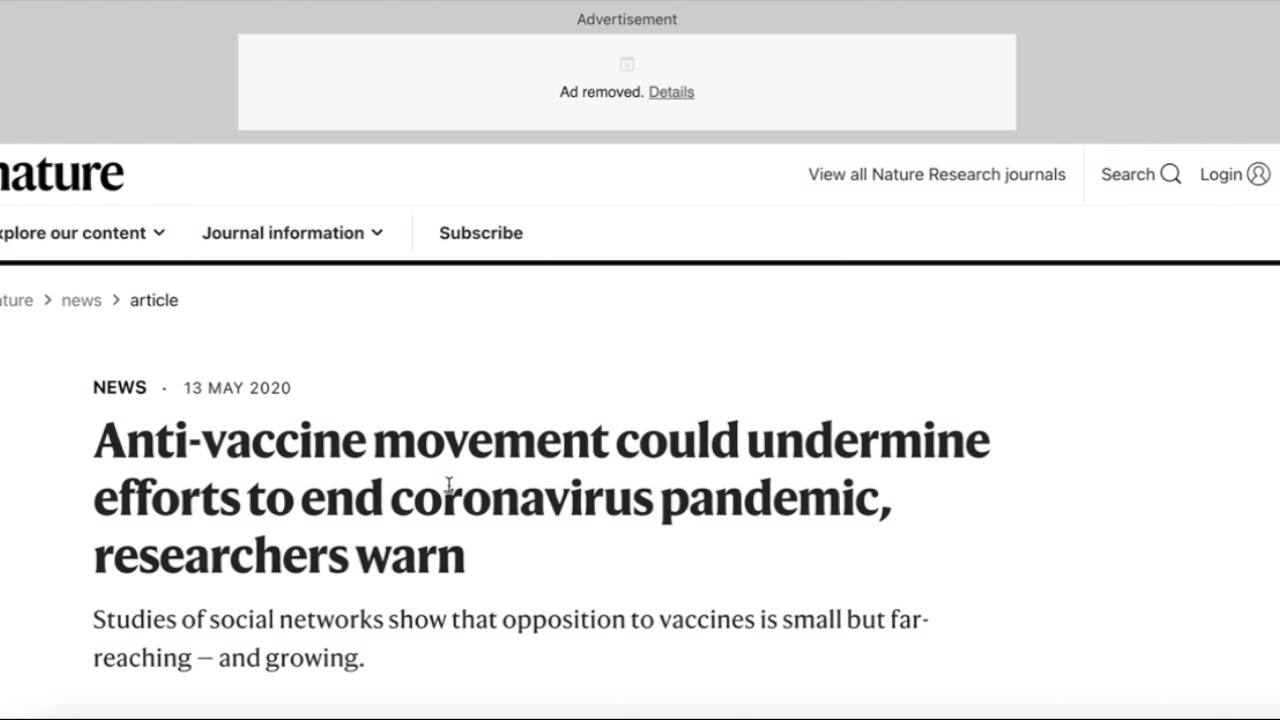 Advertisement
Ad removed. Details
nature
View all Nature Research journals
Search
Login
xplore our content
Journal information
Subscribe
ture > news > article
NEWS · 13 MAY 2020
Anti-vaccine movement could undermine
efforts to end coronavirus pandemic,
researchers warn
Studies of social networks show that opposition to vaccines is small but far-
reaching – and growing.